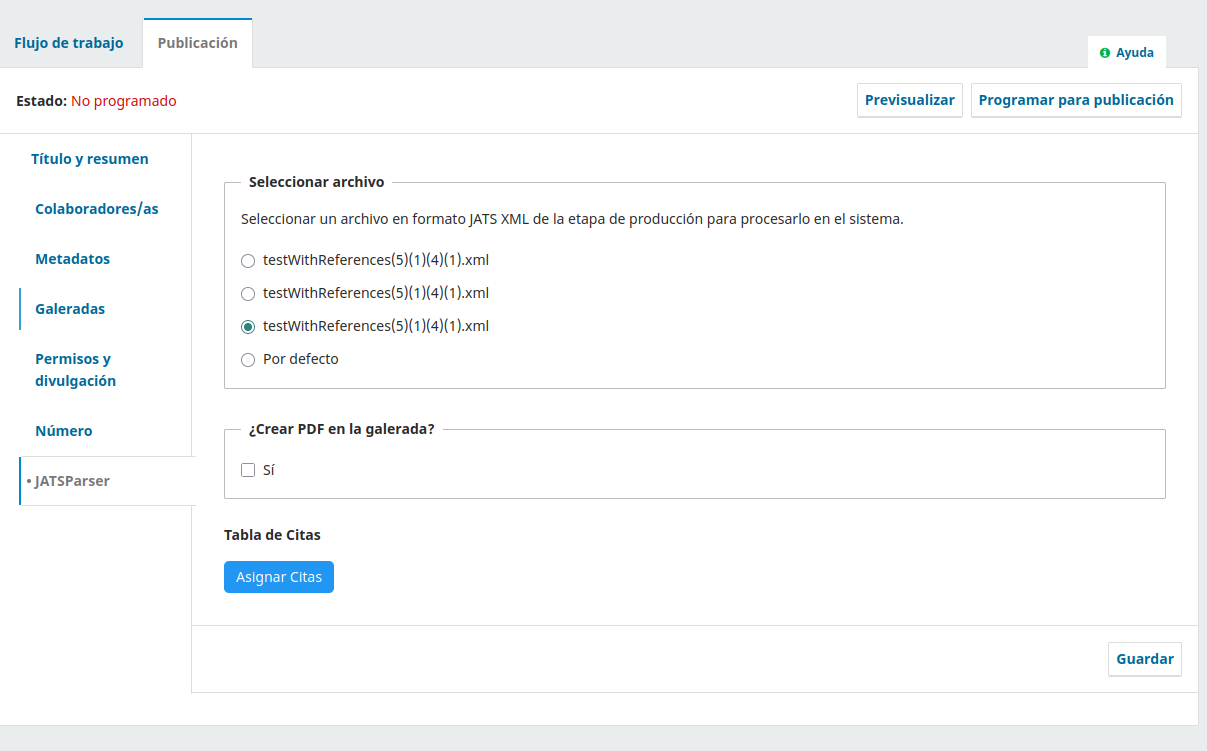 Flujo de trabajo
Publicación
Ayuda
Estado: No programado
Previsualizar
Programar para publicación
Título y resumen
Colaboradores/as
Metadatos
Galeradas
Permisos y
divulgación
Número
• JATSParser
Seleccionar archivo
Seleccionar un archivo en formato JATS XML de la etapa de producción para procesarlo en el sistema.
testWithReferences(5)(1)(4)(1).xml
testWithReferences(5)(1)(4)(1).xml
testWithReferences(5)(1)(4)(1).xml
Por defecto
¿Crear PDF en la galerada?
Sí
Tabla de Citas
Asignar Citas
Guardar